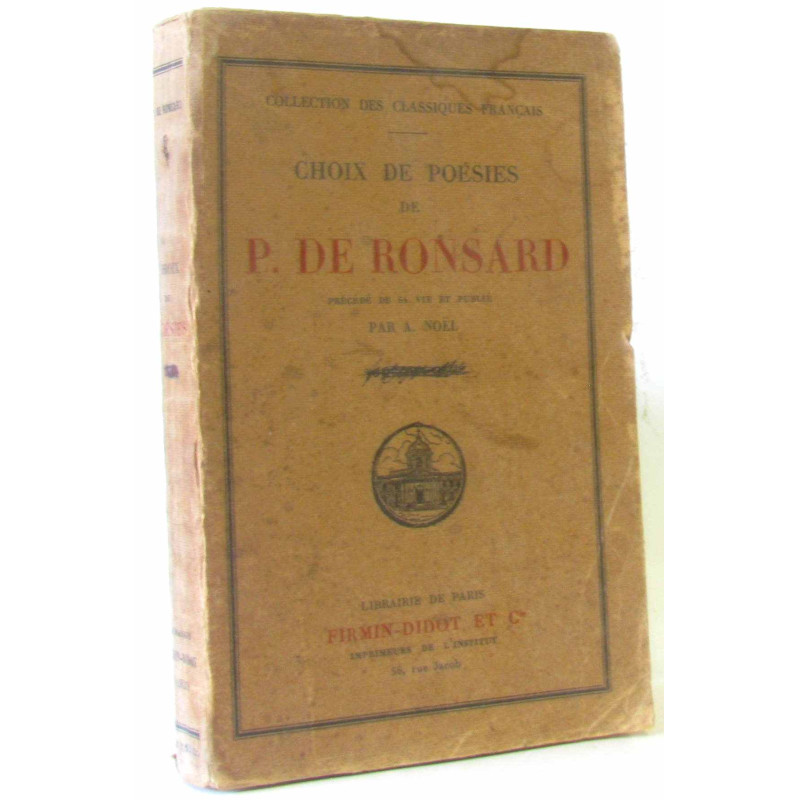 COLLECTION DES CLASSIQUES FRANÇAIS
CHOIX DE POÉSIES
DE
P. DE RONSARD
PRÉCÉDÉ DE SA VIE ET PUBLIÉ
PAR A. NOËL
LIBRAIRIE DE PARIS
FIRMIN-DIDOT ET Cie
IMPRIMEURS DE L'INSTITUT
56, rue Jacob